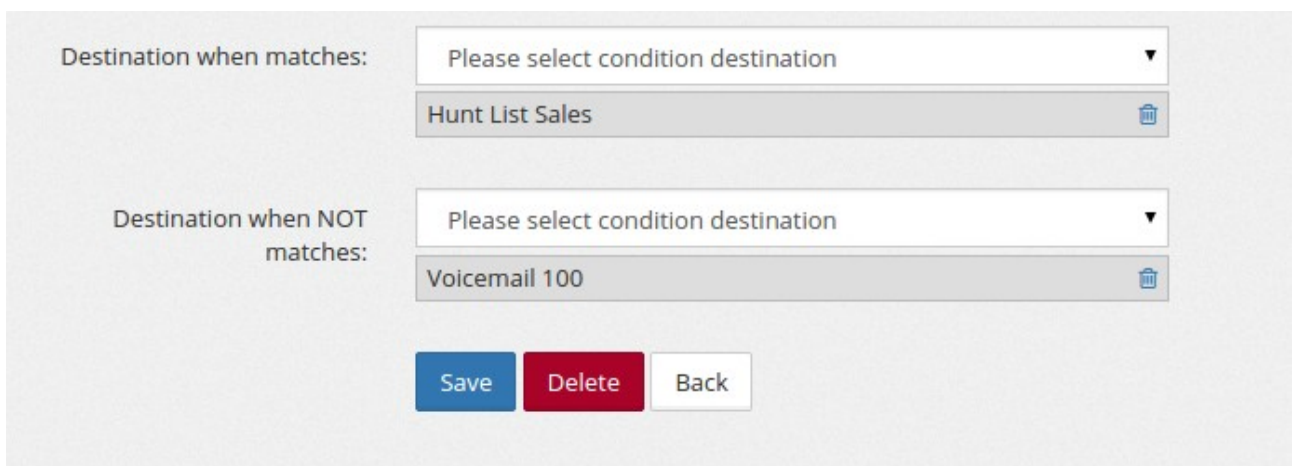 Destination when matches:
Please select condition destination
Hunt List Sales
Destination when NOT
matches:
Please select condition destination
Voicemail 100
Save Delete Back